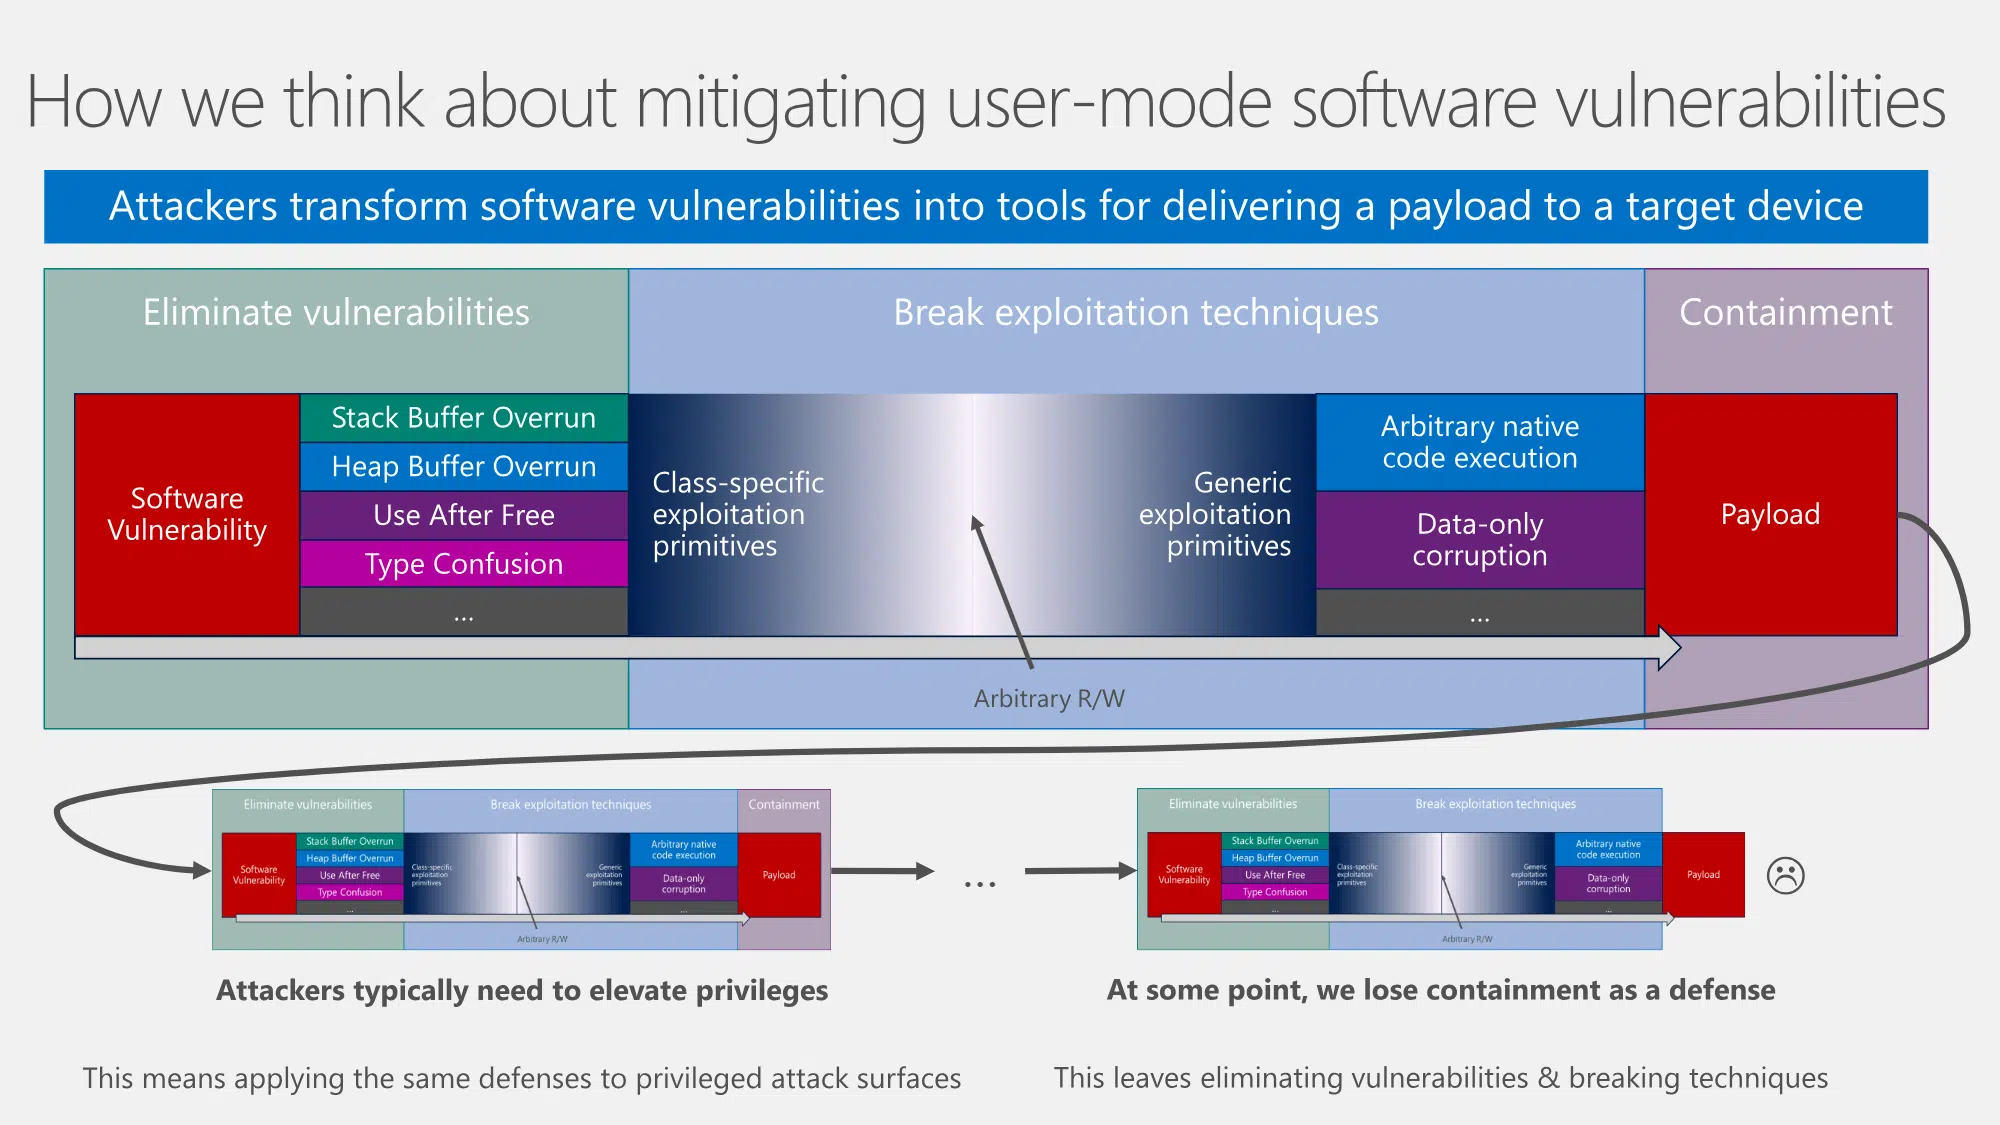 How we think about mitigating user-mode software vulnerabilities
Attackers transform software vulnerabilities into tools for delivering a payload to a target device
Eliminate vulnerabilities
Break exploitation techniques
Containment
Software
Vulnerability
Stack Buffer Overrun
Heap Buffer Overrun
Use After Free
Type Confusion
...
Class-specific
exploitation
primitives
Generic
exploitation
primitives
Arbitrary native
code execution
Data-only
corruption
...
Payload
Arbitrary R/W
Eliminate vulnerabilities
Break exploitation techniques
Containment
Software
Vulnerability
Stack Buffer Overrun
Heap Buffer Overrun
Use After Free
Type Confusion
...
Class-specific
exploitation
primitives
Generic
exploitation
primitives
Arbitrary native
code execution
Data-only
corruption
...
Payload
Arbitrary R/W
...
Eliminate vulnerabilities
Break exploitation techniques
Software
Vulnerability
Stack Buffer Overrun
Heap Buffer Overrun
Use After Free
Type Confusion
...
Class-specific
exploitation
primitives
Generic
exploitation
primitives
Arbitrary native
code execution
Data-only
corruption
...
Payload
Arbitrary R/W
Attackers typically need to elevate privileges
At some point, we lose containment as a defense
This means applying the same defenses to privileged attack surfaces
This leaves eliminating vulnerabilities & breaking techniques